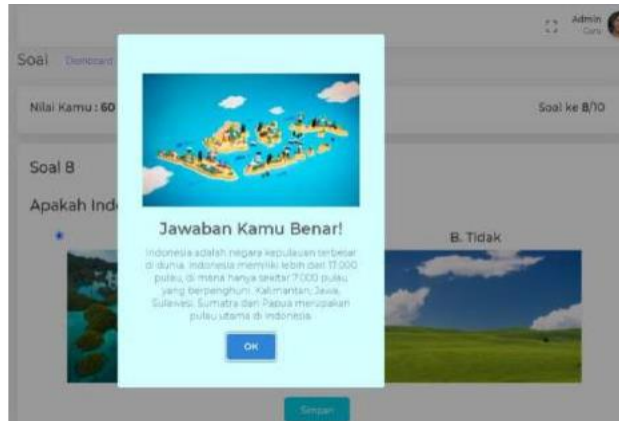 Admin
Guru
Soal Dashboard
Nilai Kamu : 60
Soal ke 8/10
Soal 8
Apakah Ind
B. Tidak
Jawaban Kamu Benar!
Indonesia adalah negara kepulauan terbesar
di dunia. Indonesia memiliki lebih dari 17.000
pulau, di mana hanya sekitar 7.000 pulau
yang berpenghuni. Kalimantan, Jawa,
Sulawesi, Sumatra dan Papua merupakan
pulau utama di Indonesia.
OK
Simpan